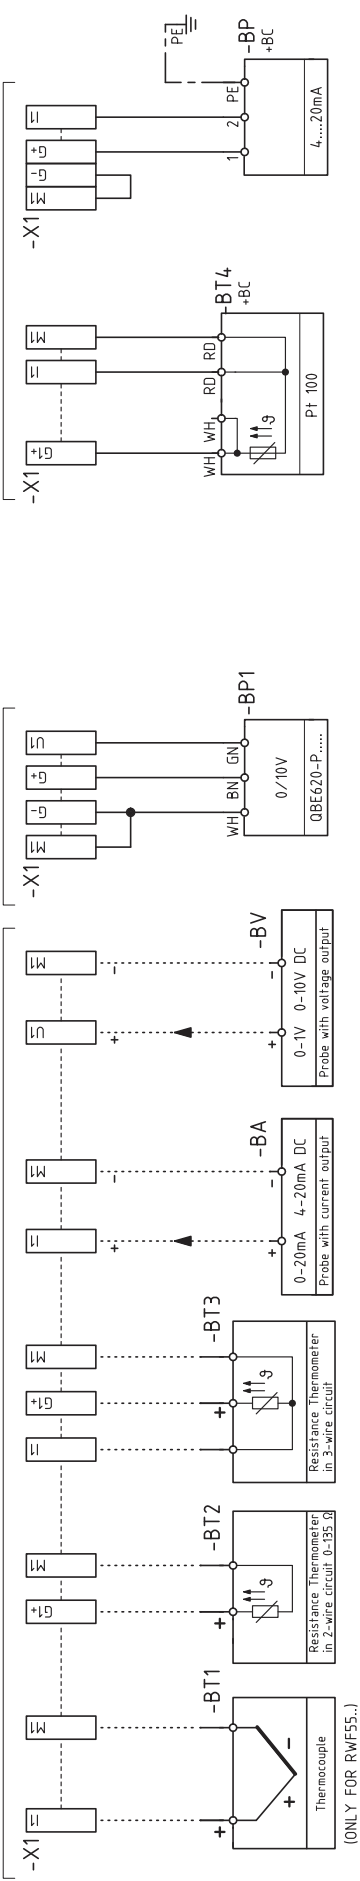 -X1
I1
M1
+
-BT1
+
-
Thermocouple
(ONLY FOR RWF55..)
G1+
M1
+
-BT2
ϑ
Resistance Thermometer
in 2-wire circuit 0-135 Ω
I1
G1+
M1
+
-BT3
ϑ
Resistance Thermometer
in 3-wire circuit
I1
M1
+
-
+
-
-BA
0-20mA 4-20mA DC
Probe with current output
U1
M1
+
-
+
-
-BV
0-1V 0-10V DC
Probe with voltage output
-X1
M1
G-
G+
U1
WH
BN
GN
-BP1
0/10V
QBE620-P.....
-X1
G1+
I1
M1
WH
WH
RD
RD
-BT4
+BC
ϑ
Pt 100
-X1
M1
G-
G+
I1
1
2
PE
PE
-BP
+BC
4....20mA